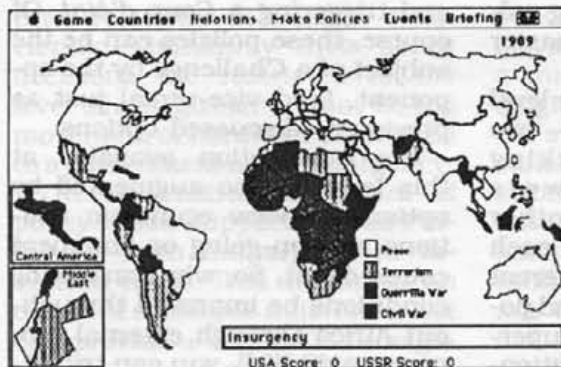 Game Countries Relations Make Policies Events Briefing
1989
Central America
Middle
East
Peace
Terrorism
Guerilla War
Civil War
Insurgency
USA Score: 0 USSR Score: 0